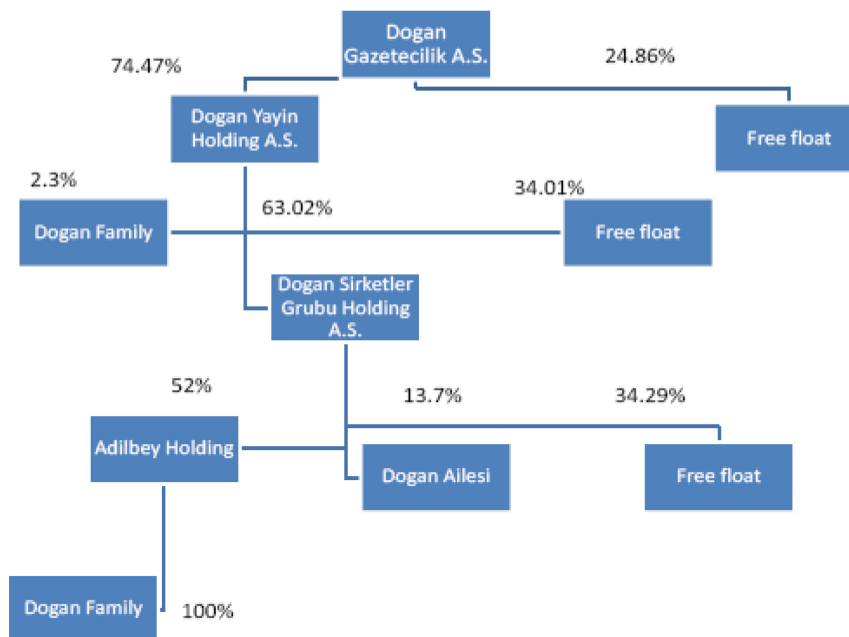 Dogan
Gazetecilik A.S.
74.47%
24.86%
Dogan Yayin
Holding A.S.
Free float
2.3%
63.02%
34.01%
Dogan Family
Free float
Dogan Sirketler
Grubu Holding
A.S.
52%
13.7%
34.29%
Adilbey Holding
Dogan Ailesi
Free float
Dogan Family
100%